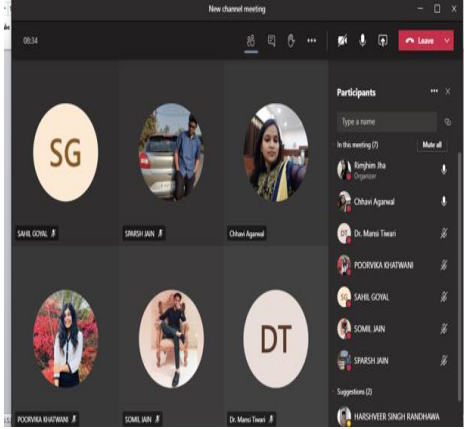 New channel meeting
08:34
Leave
SG
SAHIL GOYAL
SPARSH JAIN
Chhavi Agarwal
POORVIKA KHATWANI
SOMIL JAIN
DT
Dr. Mansi Tiwari
Participants
Type a name
In this meeting (7)
Mute all
Rimjhim Jha
Organizer
Chhavi Agarwal
DT
Dr. Mansi Tiwari
POORVIKA KHATWANI
SG
SAHIL GOYAL
SOMIL JAIN
SPARSH JAIN
Suggestions (2)
HARSHVEER SINGH RANDHAWA